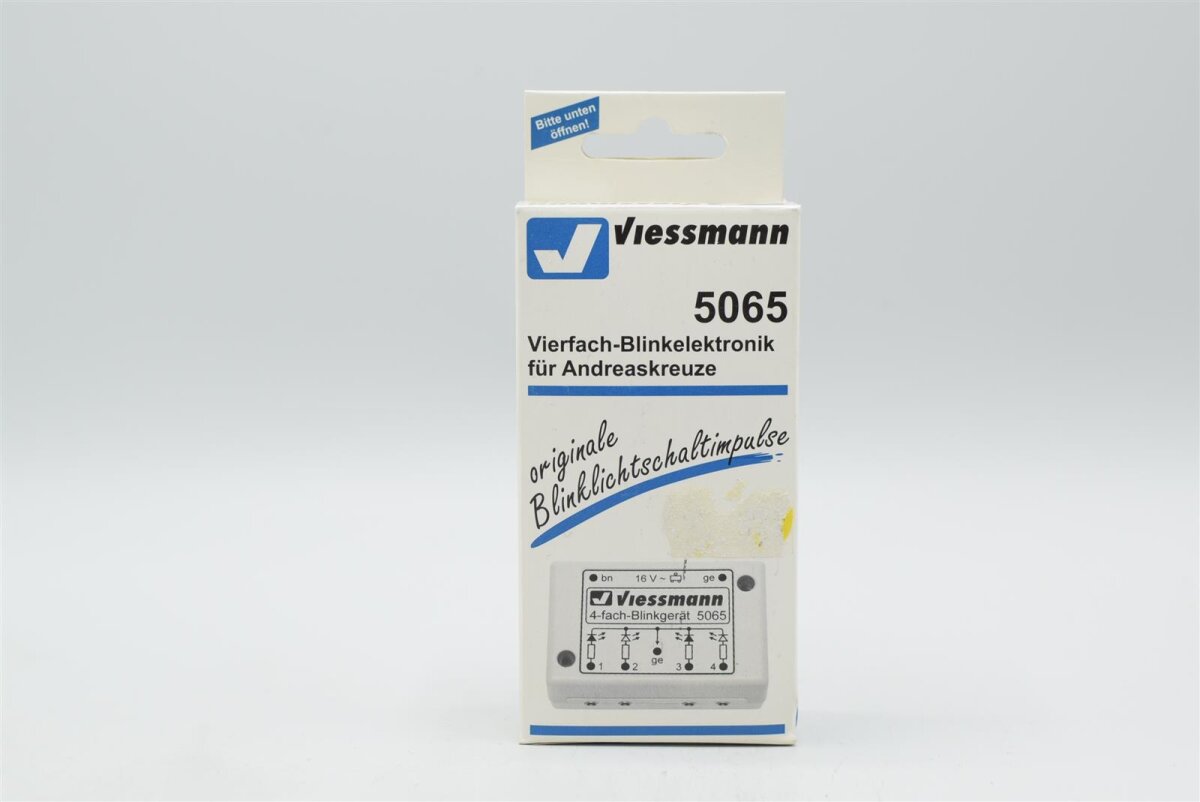 Bitte unten
öffnen!
Viessmann
5065
Vierfach-Blinkelektronik
für Andreaskreuze
originale
Blinklichtschaltimpulse
bn 16 V ~ ge
Viessmann
4-fach-Blinkgerät 5065
1 2 ge 3 4